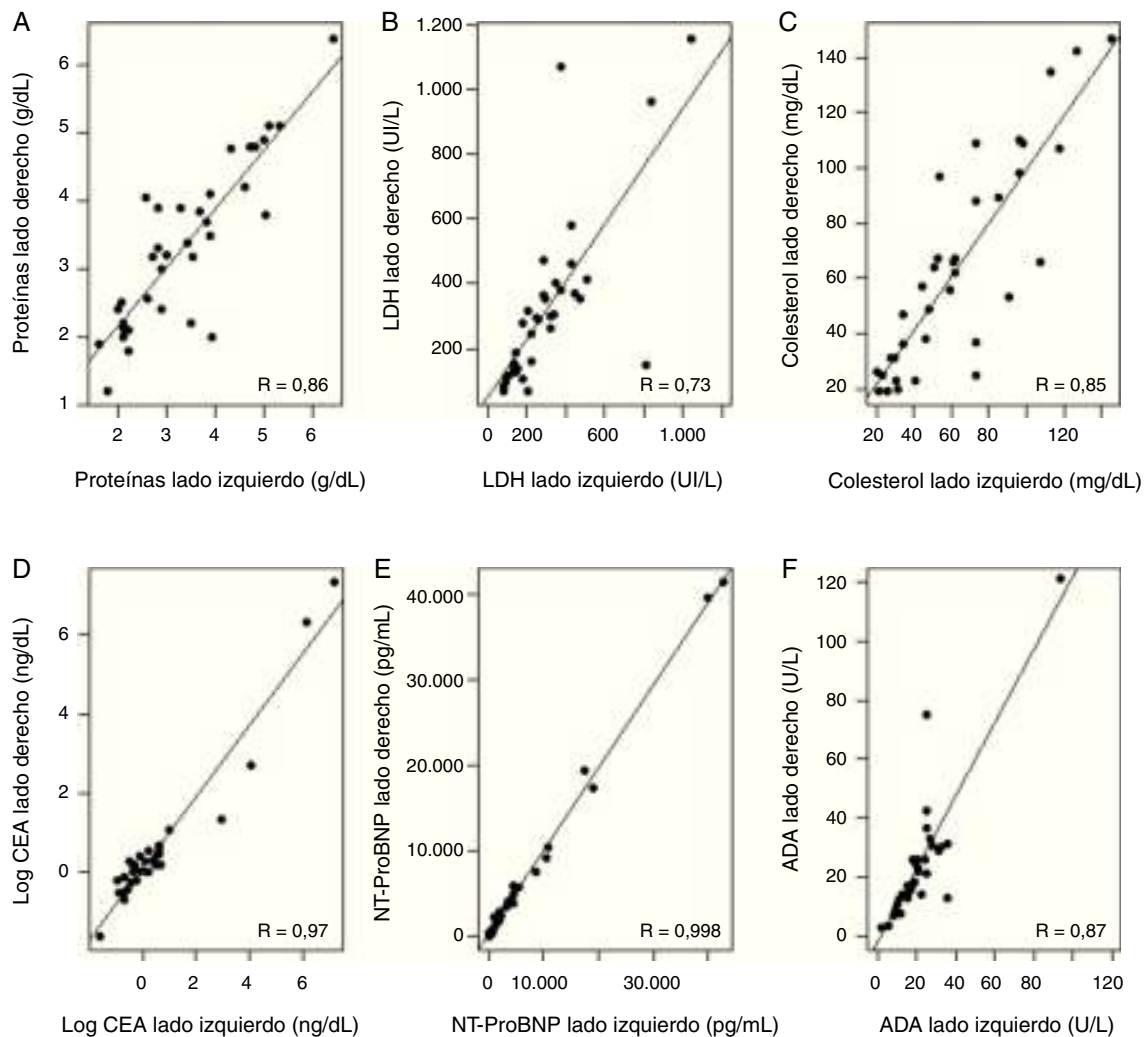 A
Proteínas lado derecho (g/dL)
6
5
4
3
2
1
R = 0,86
2 3 4 5 6
Proteínas lado izquierdo (g/dL)
B
LDH lado derecho (UI/L)
1.200
1.000
800
600
400
200
R = 0,73
0 200 600 1.000
LDH lado izquierdo (UI/L)
C
Colesterol lado derecho (mg/dL)
140
120
100
80
60
40
20
R = 0,85
20 40 60 80 120
Colesterol lado izquierdo (mg/dL)
D
Log CEA lado derecho (ng/dL)
6
4
2
0
R = 0,97
0 2 4 6
Log CEA lado izquierdo (ng/dL)
E
NT-ProBNP lado derecho (pg/mL)
40.000
30.000
20.000
10.000
0
R = 0,998
0 10.000 30.000
NT-ProBNP lado izquierdo (pg/mL)
F
ADA lado derecho (U/L)
120
100
80
60
40
20
0
R = 0,87
0 20 40 60 80 120
ADA lado izquierdo (U/L)